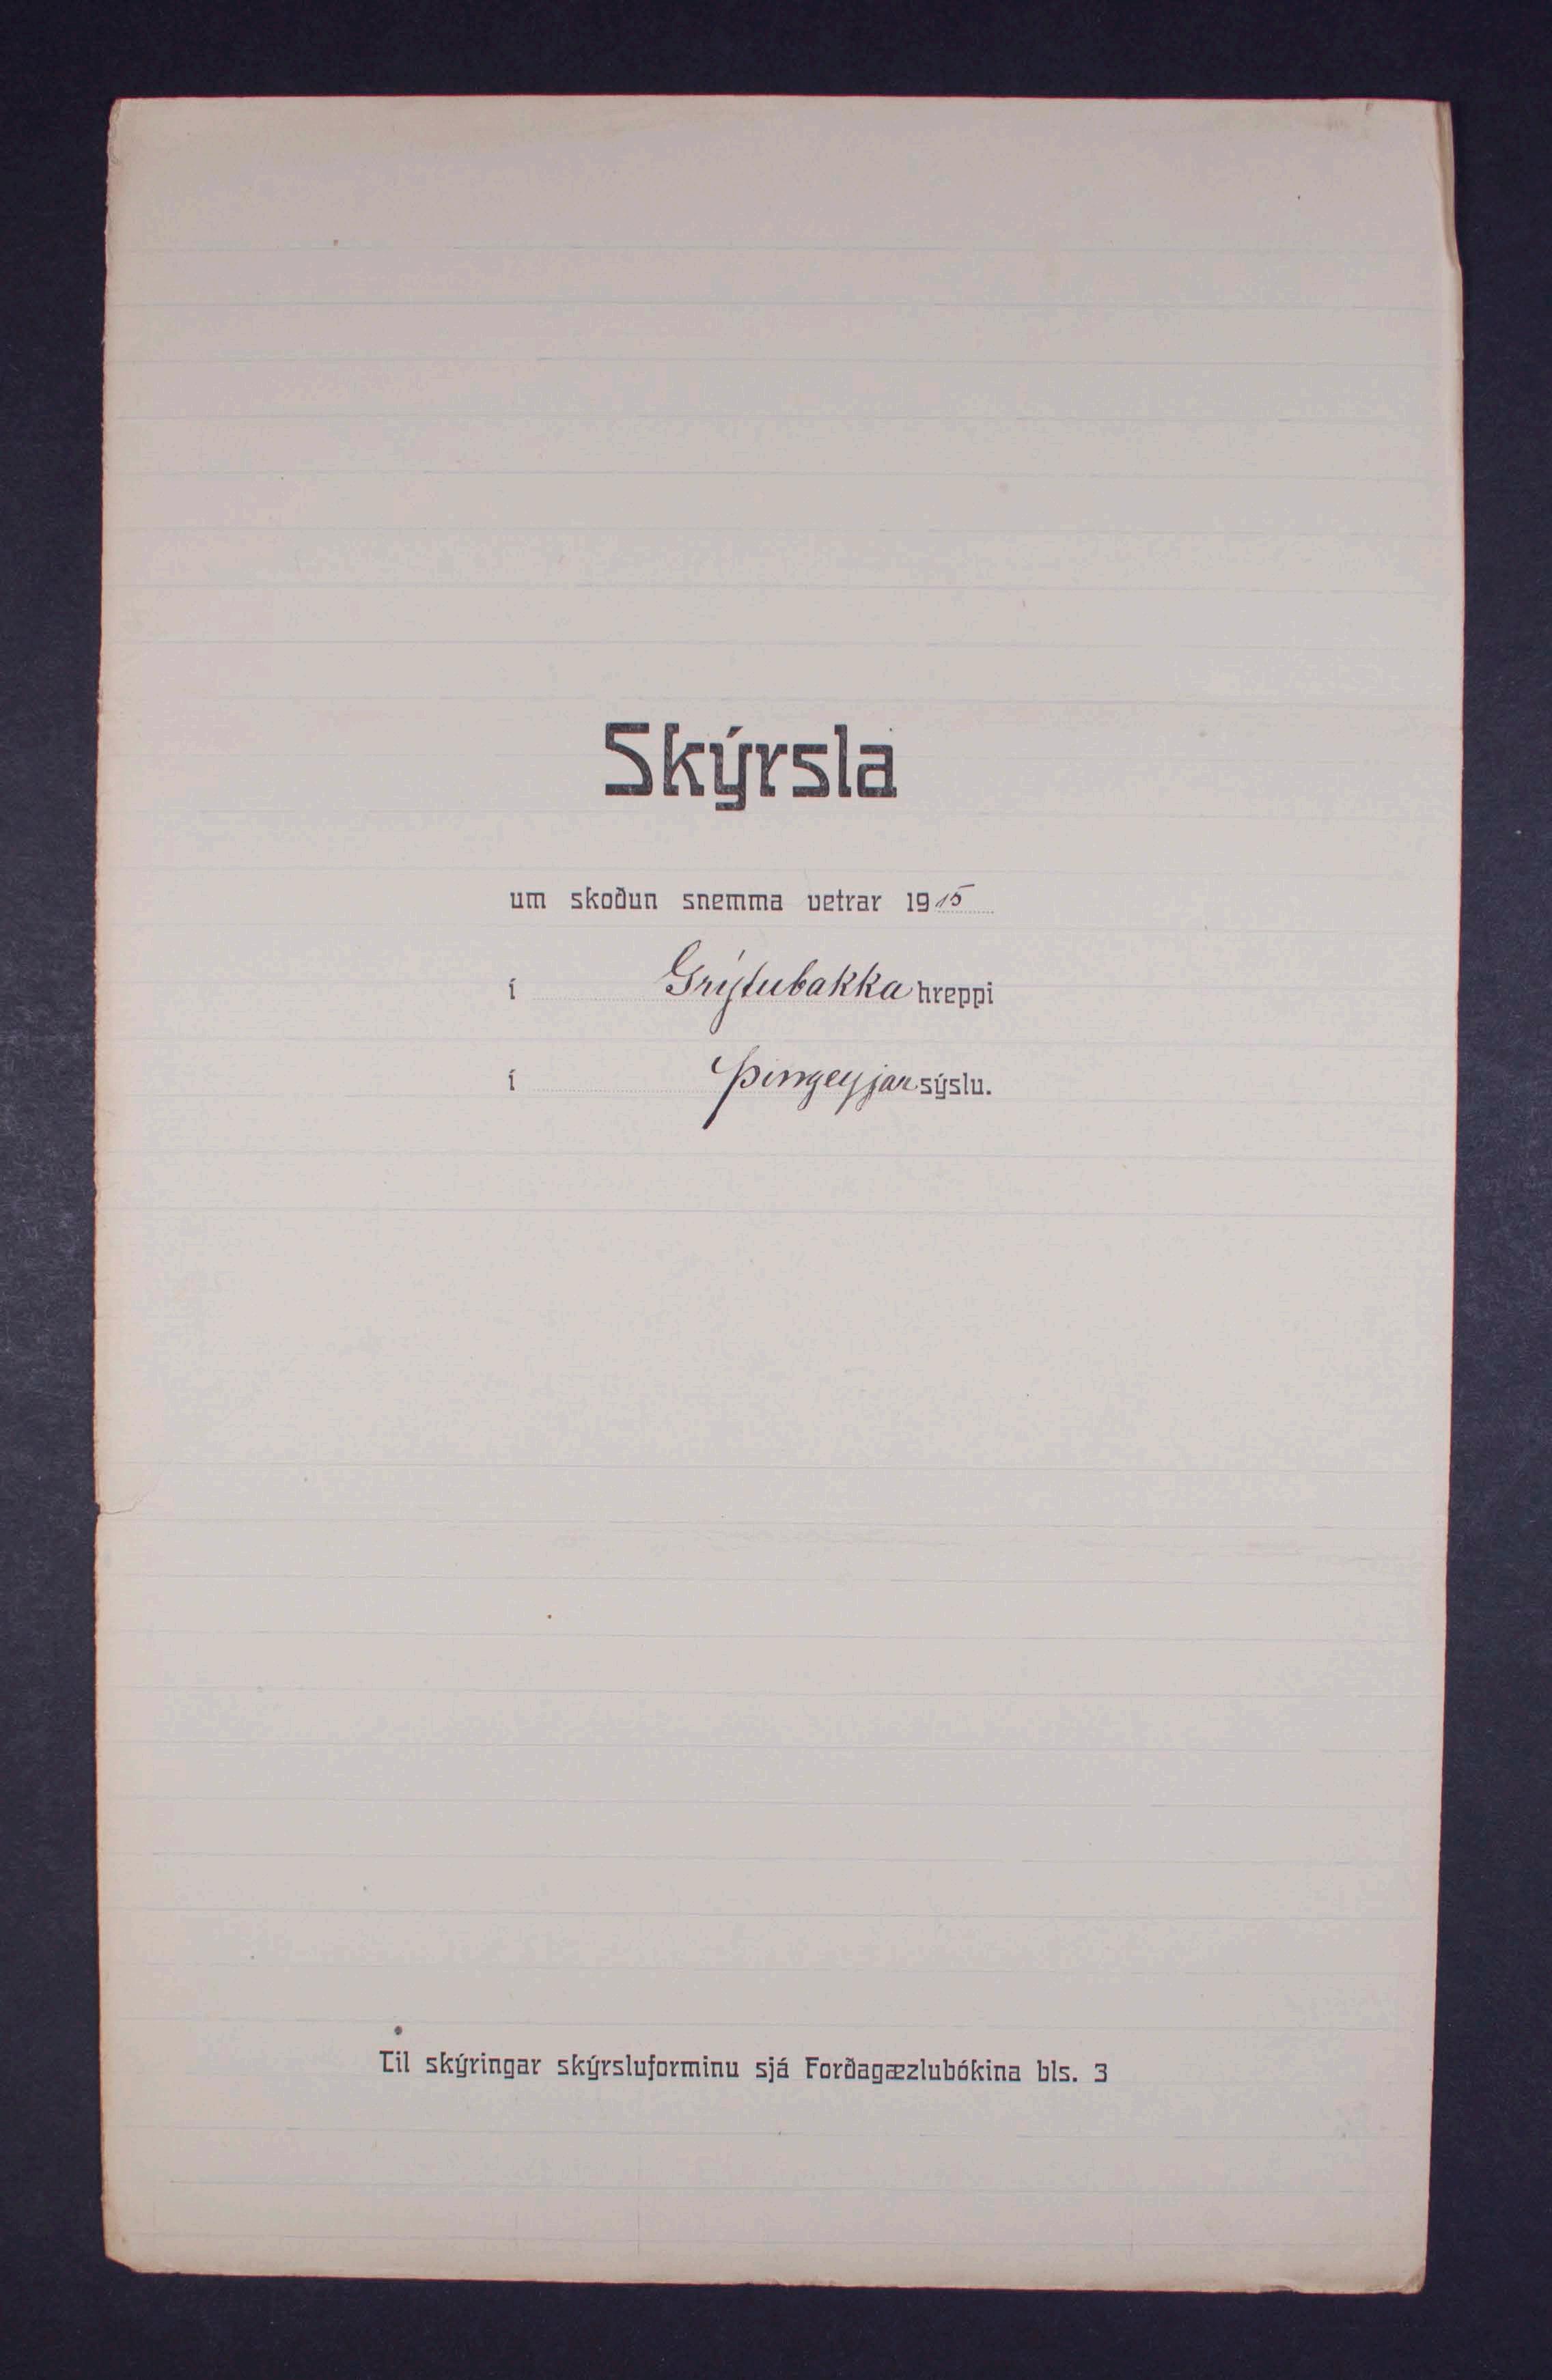 Skýrsla
um skoðun snemma vetrar 1915
í Grýtubakka hreppi
í Þingeyjar sýslu.
Til skýringar skýrsluforminu sjá Forðagæzlubókina bls. 3